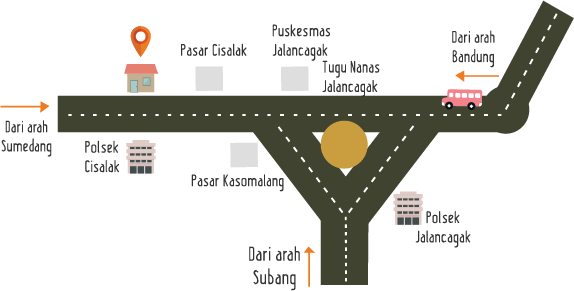 Puskesmas
Jalancagak
Dari arah
Bandung
Pasar Cisalak
Tugu Nanas
Jalancagak
Dari arah
Sumedang
Polsek
Cisalak
Pasar Kasomalang
Polsek
Jalancagak
Dari arah
Subang